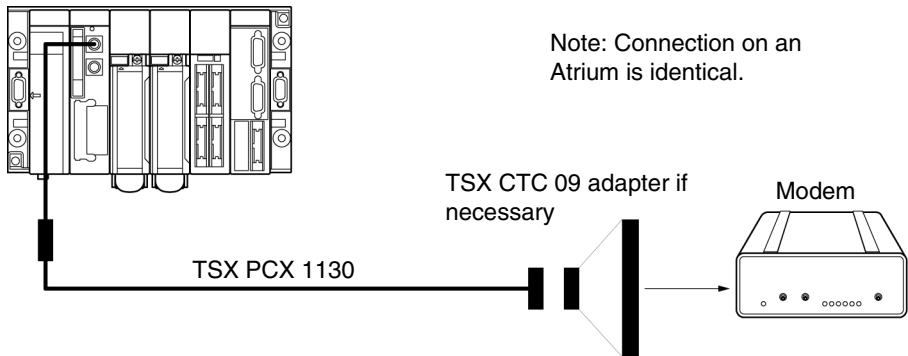 Note: Connection on an
Atrium is identical.
TSX CTC 09 adapter if
necessary
Modem
TSX PCX 1130